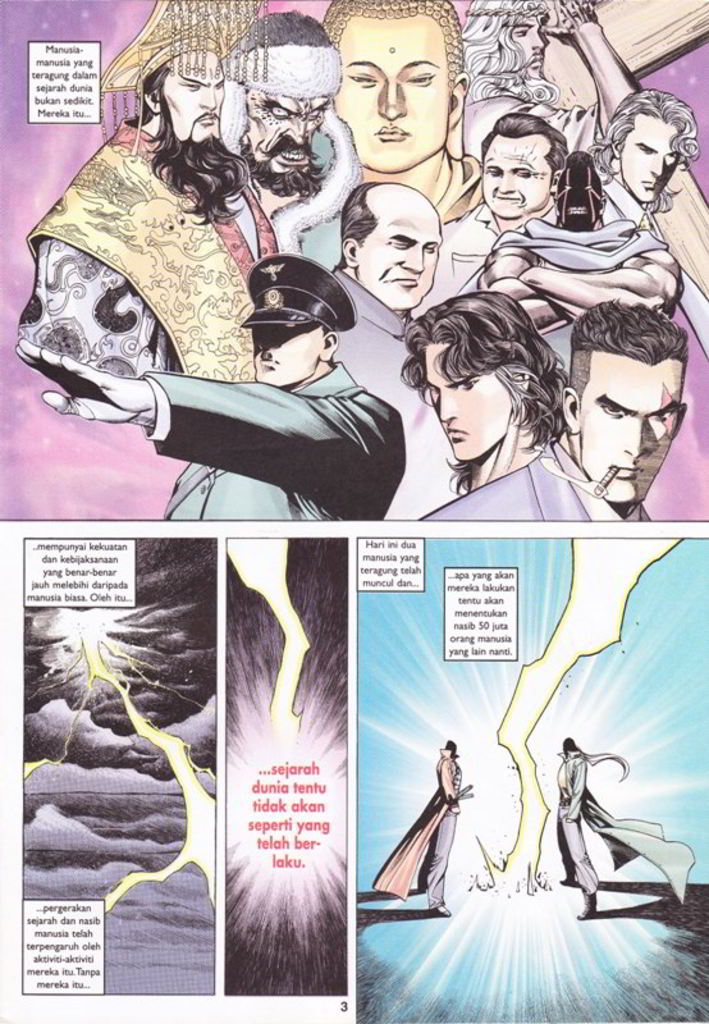 Manusia-
manusia yang
teragung dalam
sejarah dunia
bukan sedikit.
Mereka itu...
..mempunyai kekuatan
dan kebijaksanaan
yang benar-benar
jauh melebihi daripada
manusia biasa. Oleh itu...
...pergerakan
sejarah dan nasib
manusia telah
terpengaruh oleh
aktiviti-aktiviti
mereka itu. Tanpa
mereka itu...
...sejarah
dunia tentu
tidak akan
seperti yang
telah ber-
laku.
Hari ini dua
manusia yang
teragung telah
muncul dan...
...apa yang akan
mereka lakukan
tentu akan
menentukan
nasib 50 juta
orang manusia
yang lain nanti.
3